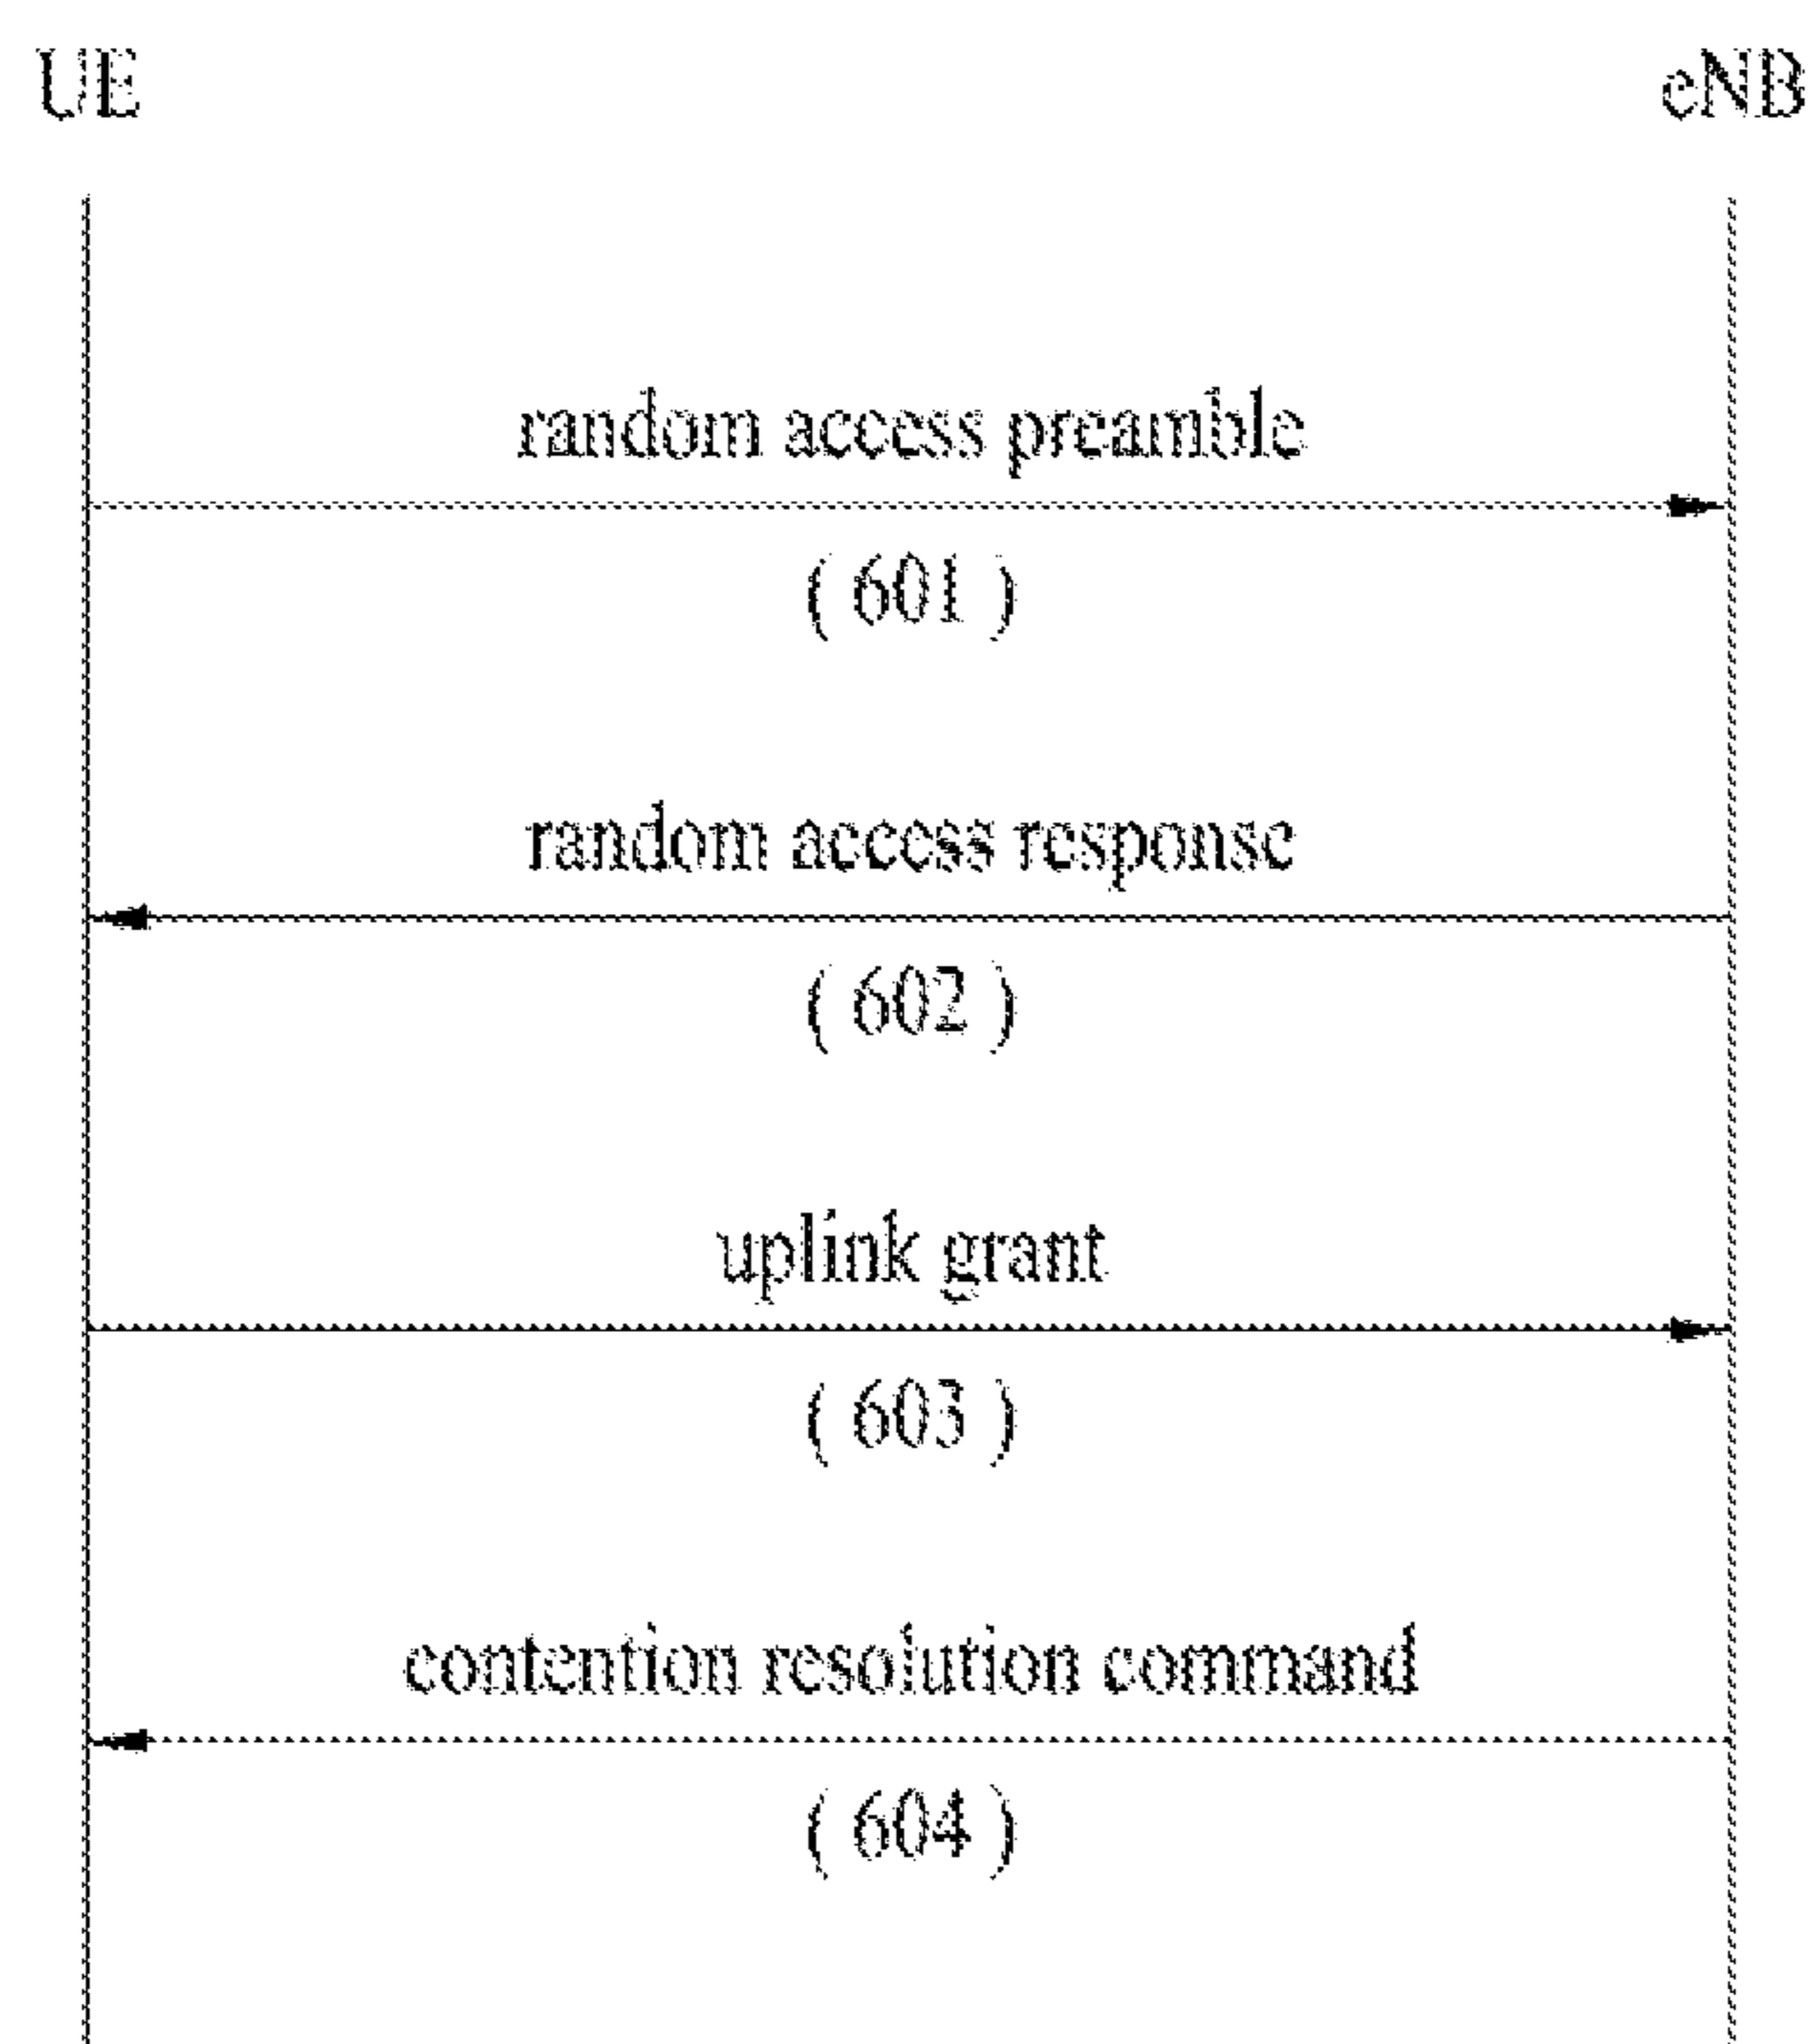 UE
eNB
random access preamble
( 601 )
random access response
( 602 )
uplink grant
( 603 )
contention resolution command
( 604 )